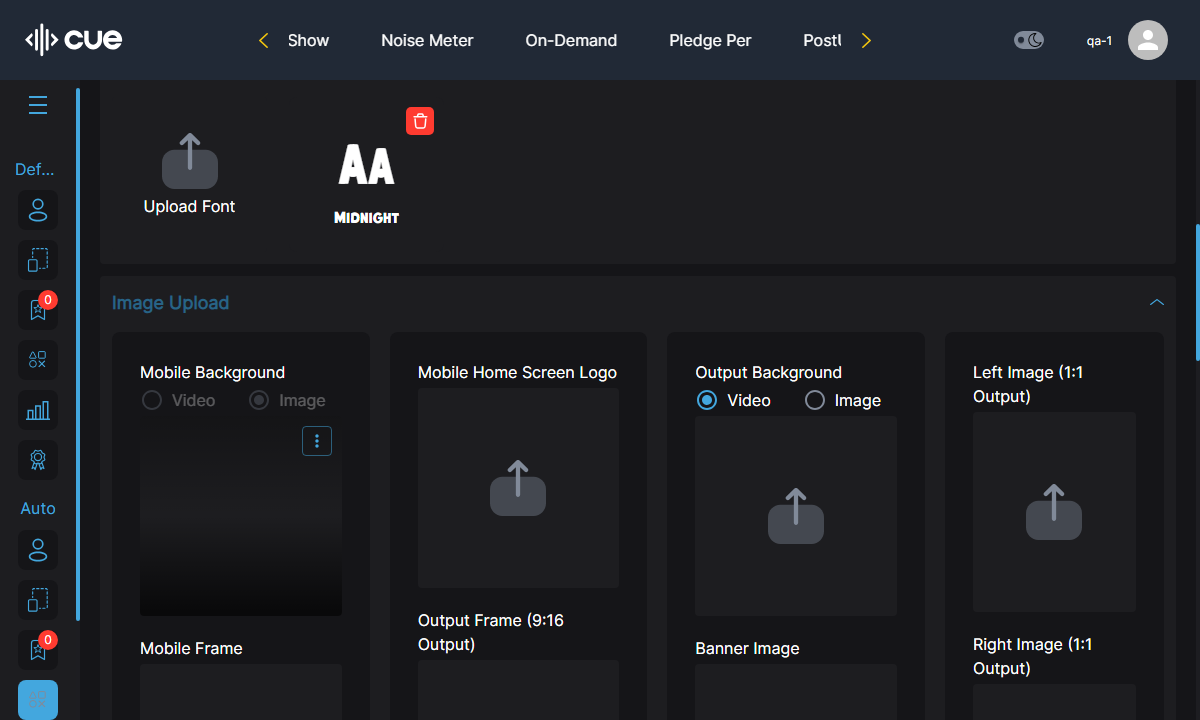 cue
Show
Noise Meter
On-Demand
Pledge Per
qa-1
Def...
0
Auto
0
Upload Font
AA
MIDNIGHT
Image Upload
Mobile Background
Video
Image
Mobile Frame
Mobile Home Screen Logo
Output Frame (9:16
Output)
Output Background
Video
Image
Banner Image
Left Image (1:1
Output)
Right Image (1:1
Output)